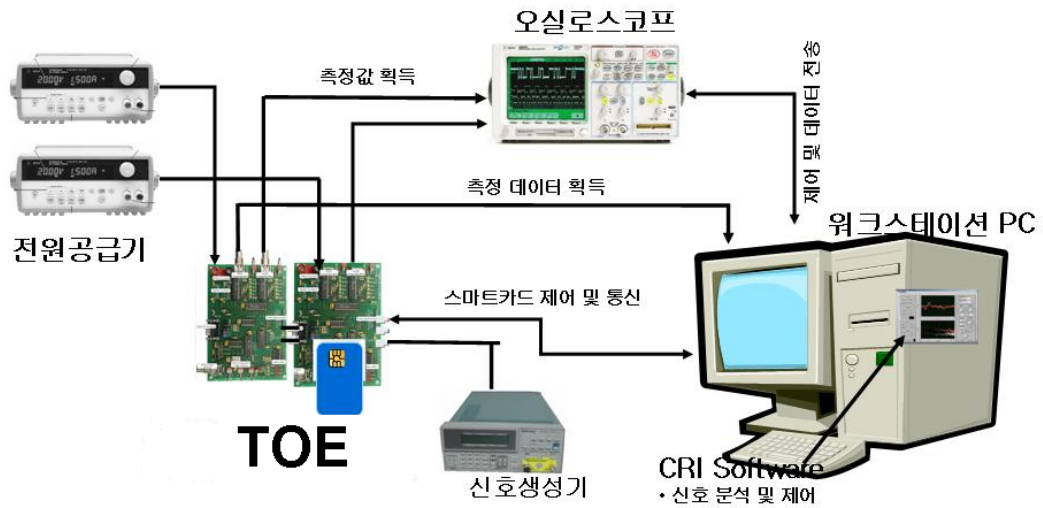 오실로스코프
측정값 획득
제어 및 데이터 전송
측정 데이터 획득
워크스테이션 PC
전원공급기
스마트카드 제어 및 통신
TOE
신호생성기
CRI Software
• 신호 분석 및 제어